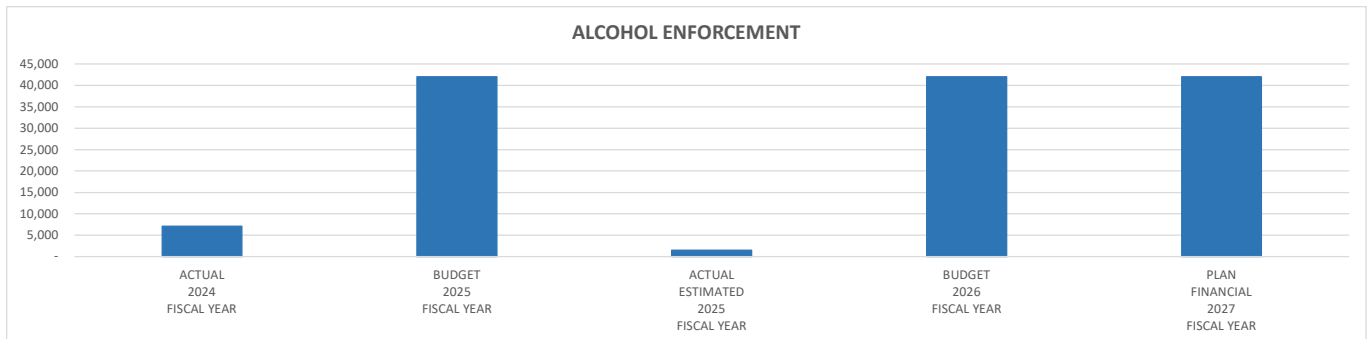 ALCOHOL ENFORCEMENT
45,000
40,000
35,000
30,000
25,000
20,000
15,000
10,000
5,000
-
ACTUAL
2024
FISCAL YEAR
BUDGET
2025
FISCAL YEAR
ACTUAL
ESTIMATED
2025
FISCAL YEAR
BUDGET
2026
FISCAL YEAR
PLAN
FINANCIAL
2027
FISCAL YEAR